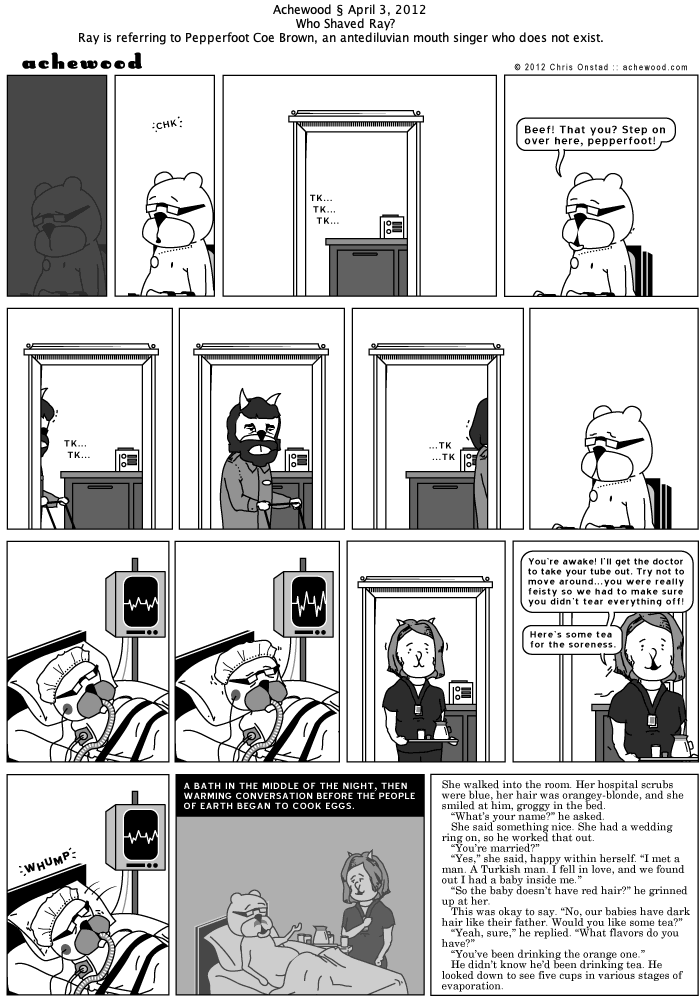 Achewood § April 3, 2012
Who Shaved Ray?
Ray is referring to Pepperfoot Coe Brown, an antediluvian mouth singer who does not exist.
achewood
© 2012 Chris Onstad :: achewood.com
CHK
TK...
TK...
TK...
Beef! That you? Step on
over here, pepperfoot!
TK...
TK...
...TK
...TK
You're awake! I'll get the doctor
to take your tube out. Try not to
move around...you were really
feisty so we had to make sure
you didn't tear everything off!
Here's some tea
for the soreness.
WHUMP
A BATH IN THE MIDDLE OF THE NIGHT, THEN
WARMING CONVERSATION BEFORE THE PEOPLE
OF EARTH BEGAN TO COOK EGGS.
She walked into the room. Her hospital scrubs
were blue, her hair was orangey-blonde, and she
smiled at him, groggy in the bed.
“What's your name?” he asked.
She said something nice. She had a wedding
ring on, so he worked that out.
“You're married?”
“Yes,” she said, happy within herself. “I met a
man. A Turkish man. I fell in love, and we found
out I had a baby inside me.”
“So the baby doesn't have red hair?” he grinned
up at her.
This was okay to say. “No, our babies have dark
hair like their father. Would you like some tea?”
“Yeah, sure,” he replied. “What flavors do you
have?”
“You've been drinking the orange one.”
He didn't know he'd been drinking tea. He
looked down to see five cups in various stages of
evaporation.